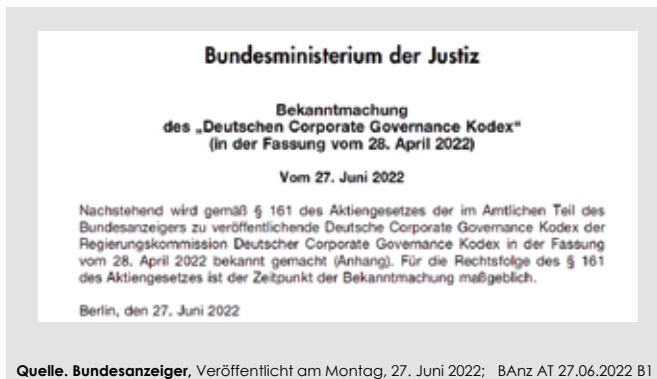 Bundesministerium der Justiz
Bekanntmachung
des „Deutschen Corporate Governance Kodex“
(in der Fassung vom 28. April 2022)
Vom 27. Juni 2022
Nachstehend wird gemäß § 161 des Aktiengesetzes der im Amtlichen Teil des
Bundesanzeigers zu veröffentlichende Deutsche Corporate Governance Kodex der
Regierungskommission Deutscher Corporate Governance Kodex in der Fassung
vom 28. April 2022 bekannt gemacht (Anhang). Für die Rechtsfolge des § 161
des Aktiengesetzes ist der Zeitpunkt der Bekanntmachung maßgeblich.
Berlin, den 27. Juni 2022
Quelle. Bundesanzeiger, Veröffentlicht am Montag, 27. Juni 2022; BAnz AT 27.06.2022 B1